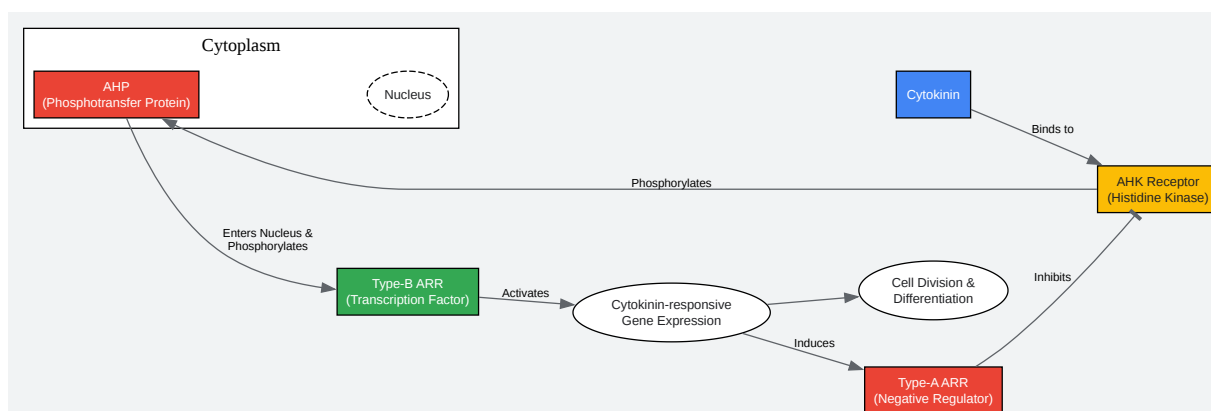 Cytoplasm
AHP
(Phosphotransfer Protein)
Nucleus
Cytokinin
Binds to
AHK Receptor
(Histidine Kinase)
Phosphorylates
Enters Nucleus &
Phosphorylates
Type-B ARR
(Transcription Factor)
Activates
Cytokinin-responsive
Gene Expression
Cell Division &
Differentiation
Inhibits
Induces
Type-A ARR
(Negative Regulator)